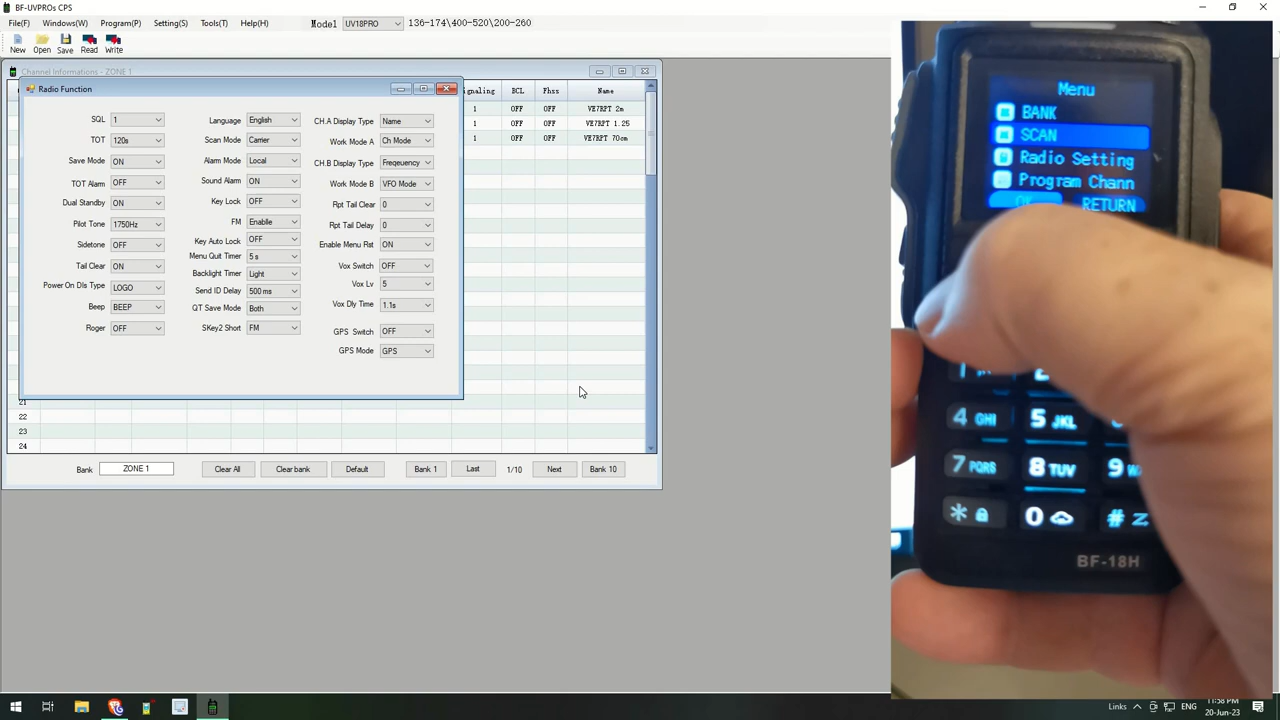 BF-UVPROs CPS
File(F) Windows(W) Program(P) Setting(S) Tools(T) Help(H) Model UV18PRO 136-174\400-520\200-260
New Open Save Read Write
Channel Informations - ZONE 1
Radio Function
SQL 1
TOT 120s
Save Mode ON
TOT Alarm OFF
Dual Standby ON
Pilot Tone 1750Hz
Sidetone OFF
Tail Clear ON
Power On DIs Type LOGO
Beep BEEP
Roger OFF
Language English
Scan Mode Carrier
Alarm Mode Local
Sound Alarm ON
Key Lock OFF
FM Enable
Key Auto Lock OFF
Menu Quit Timer 5 s
Backlight Timer Light
Send ID Delay 500 ms
QT Save Mode Both
SKey2 Short FM
CH.A Display Type Name
Work Mode A Ch Mode
CH.B Display Type Freqeuency
Work Mode B VFO Mode
Rpt Tail Clear 0
Rpt Tail Delay 0
Enable Menu Rst ON
Vox Switch OFF
Vox Lv 5
Vox Dly Time 1.1s
GPS Switch OFF
GPS Mode GPS
ignaling BCL Fhss Name
1 OFF OFF VE7RPT 2m
1 OFF OFF VE7RPT 1.25
1 OFF OFF VE7RPT 70cm
21
22
23
24
Bank ZONE 1 Clear All Clear bank Default Bank 1 Last 1/10 Next Bank 10
Menu
BANK
SCAN
Radio Setting
Program Chann
RETURN
4 GHI 5 JKL
7 PQRS 8 TUV 9
* 0 #
BF-18H
Links ENG 11:58 PM
20-Jun-23